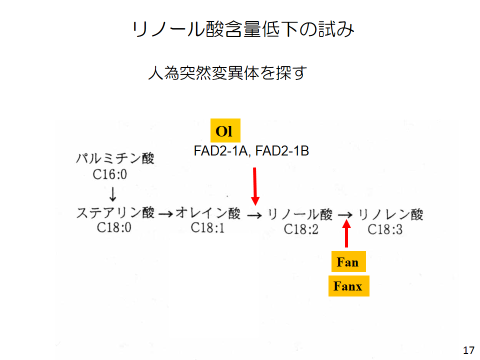 リノール酸含量低下の試み
人為突然変異体を探す
Ol
FAD2-1A, FAD2-1B
パルミチン酸
C16:0
↓
ステアリン酸→オレイン酸→リノール酸→リノレン酸
C18:0 C18:1 C18:2 C18:3
Fan
Fanx
17